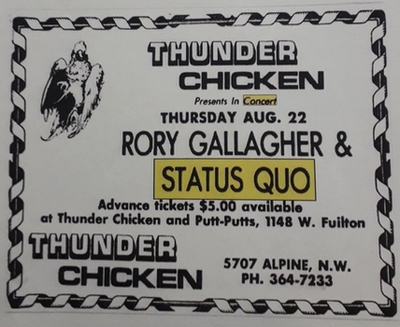 THUNDER
CHICKEN
Presents In Concert
THURSDAY AUG. 22
RORY GALLAGHER &
STATUS QUO
Advance tickets $5.00 available
at Thunder Chicken and Putt-Putts, 1148 W. Fuilton
THUNDER
CHICKEN
5707 ALPINE, N.W.
PH. 364-7233